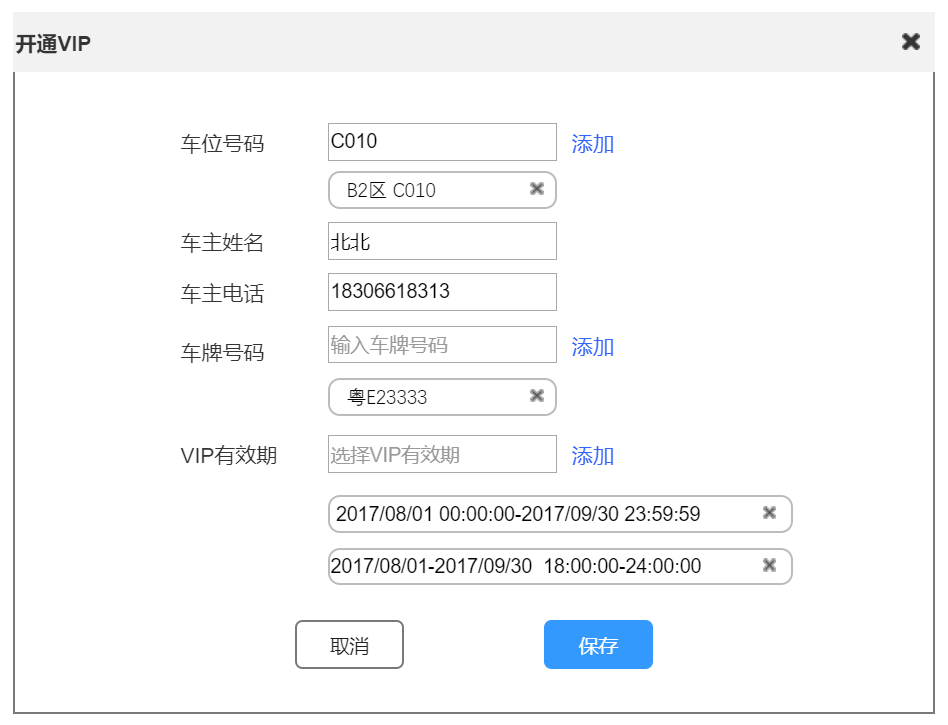 开通VIP
车位号码 C010 添加
B2区 C010
车主姓名 北北
车主电话 18306618313
车牌号码 输入车牌号码 添加
粤E23333
VIP有效期 选择VIP有效期 添加
2017/08/01 00:00:00-2017/09/30 23:59:59
2017/08/01-2017/09/30 18:00:00-24:00:00
取消 保存